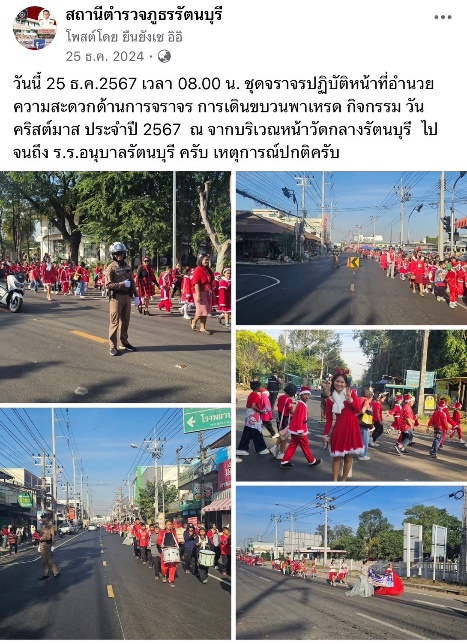 สถานีตำรวจภูธรรัตนบุรี
โพสต์โดย ยืนยังเซ อิอิ
25 ธ.ค. 2024 ·
วันนี้ 25 ธ.ค.2567 เวลา 08.00 น. ชุดจราจรปฏิบัติหน้าที่อำนวย
ความสะดวกด้านการจราจร การเดินขบวนพาเหรด กิจกรรม วัน
คริสต์มาส ประจำปี 2567 ณ จากบริเวณหน้าวัดกลางรัตนบุรี ไป
จนถึง ร.ร.อนุบาลรัตนบุรี ครับ เหตุการณ์ปกติครับ
โรงพยาบ